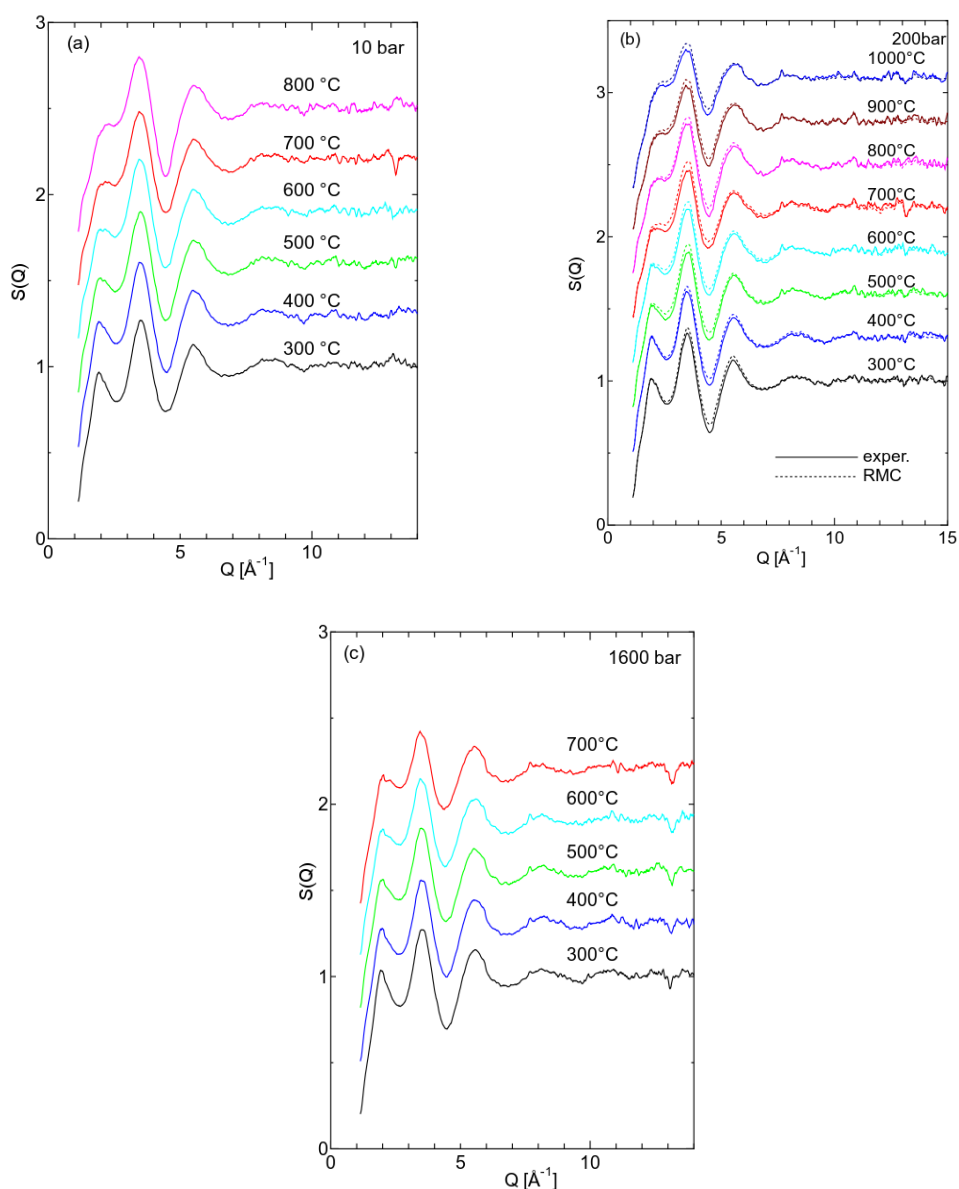 (a)
10 bar
3
2
1
0
S(Q)
800 °C
700 °C
600 °C
500 °C
400 °C
300 °C
0
5
10
Q [Å⁻¹]
(b)
200bar
3
2
1
0
S(Q)
1000°C
900°C
800°C
700°C
600°C
500°C
400°C
300°C
exper.
RMC
0
5
10
15
Q [Å⁻¹]
(c)
1600 bar
3
2
1
0
S(Q)
700°C
600°C
500°C
400°C
300°C
0
5
10
Q [Å⁻¹]